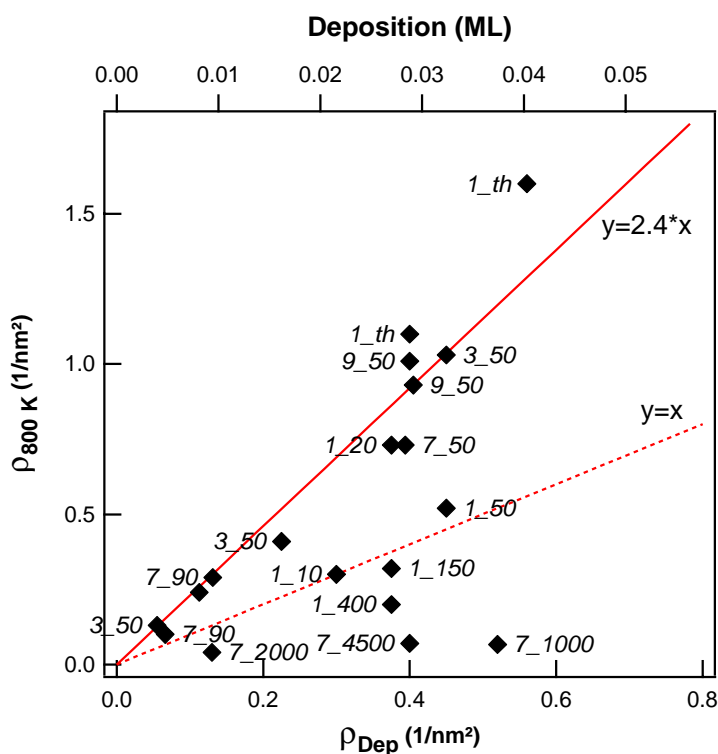 Deposition (ML)
0.00 0.01 0.02 0.03 0.04 0.05
ρ800 K (1/nm²)
1.5
1.0
0.5
0.0
1_th
y=2.4*x
1_th
9_50
3_50
9_50
y=x
1_20
7_50
1_50
3_50
7_90
1_10
1_150
1_400
3_50
7_90
7_2000
7_4500
7_1000
0.0 0.2 0.4 0.6 0.8
ρDep (1/nm²)